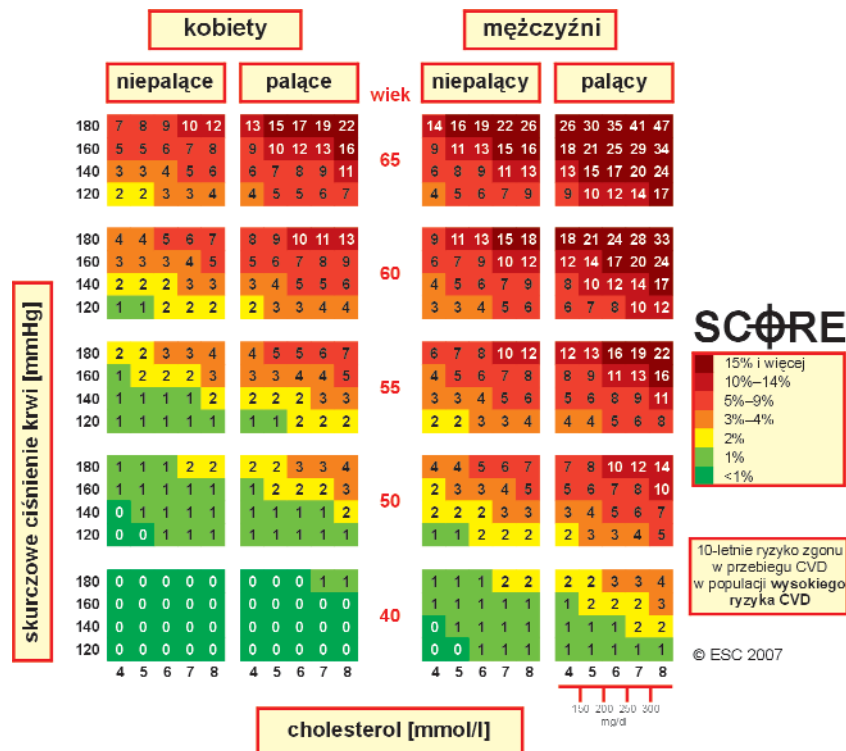 kobiety mężczyźni
niepalące palące wiek niepalący palący
180 7 8 9 10 12 13 15 17 19 22 14 16 19 22 26 26 30 35 41 47
160 5 5 6 7 8 9 10 12 13 16 65 9 11 13 15 16 18 21 25 29 34
140 3 3 4 5 6 6 7 8 9 11 6 8 9 11 13 13 15 17 20 24
120 2 2 3 3 4 4 5 5 6 7 4 5 6 7 9 9 10 12 14 17
180 4 4 5 6 7 8 9 10 11 13 9 11 13 15 18 18 21 24 28 33
160 3 3 3 4 5 5 6 7 8 9 60 6 7 9 10 12 12 14 17 20 24
140 2 2 2 3 3 3 4 5 5 6 4 5 6 7 9 8 10 12 14 17
120 1 1 2 2 2 2 3 3 4 4 3 3 4 5 6 6 7 8 10 12
180 2 2 3 3 4 4 5 5 6 7 6 7 8 10 12 12 13 16 19 22
160 1 2 2 2 3 3 3 4 4 5 55 4 5 6 7 8 8 9 11 13 16
140 1 1 1 1 2 2 2 2 3 3 3 3 4 5 6 5 6 8 9 11
120 1 1 1 1 1 1 1 2 2 2 2 2 3 3 4 4 4 5 6 8
180 1 1 1 2 2 2 2 3 3 4 4 4 5 6 7 7 8 10 12 14
160 1 1 1 1 1 1 2 2 2 3 50 2 3 3 4 5 5 6 7 8 10
140 0 1 1 1 1 1 1 1 1 2 2 2 2 3 3 3 4 5 6 7
120 0 0 1 1 1 1 1 1 1 1 1 1 2 2 2 2 3 3 4 5
180 0 0 0 0 0 0 0 0 1 1 1 1 1 2 2 2 2 3 3 4
160 0 0 0 0 0 0 0 0 0 0 40 1 1 1 1 1 1 2 2 2 3
140 0 0 0 0 0 0 0 0 0 0 0 1 1 1 1 1 1 1 2 2
120 0 0 0 0 0 0 0 0 0 0 0 0 1 1 1 1 1 1 1 1
4 5 6 7 8 4 5 6 7 8 4 5 6 7 8 4 5 6 7 8
150 200 250 300
mg/dl
skurczowe ciśnienie krwi [mmHg]
cholesterol [mmol/l]
SCORE
15% i więcej
10%–14%
5%–9%
3%–4%
2%
1%
<1%
10-letnie ryzyko zgonu
w przebiegu CVD
w populacji wysokiego
ryzyka CVD
© ESC 2007